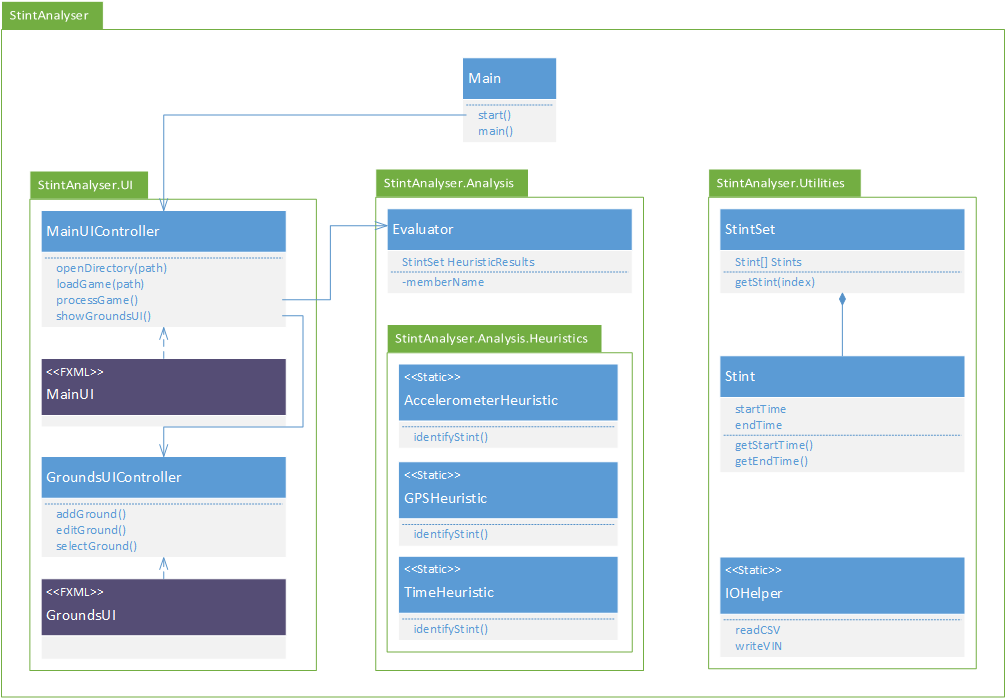 StintAnalyser
Main
start()
main()
StintAnalyser.UI
MainUIController
openDirectory(path)
loadGame(path)
processGame()
showGroundsUI()
<<FXML>>
MainUI
GroundsUIController
addGround()
editGround()
selectGround()
<<FXML>>
GroundsUI
StintAnalyser.Analysis
Evaluator
StintSet HeuristicResults
-memberName
StintAnalyser.Analysis.Heuristics
<<Static>>
AccelerometerHeuristic
identifyStint()
<<Static>>
GPSHeuristic
identifyStint()
<<Static>>
TimeHeuristic
identifyStint()
StintAnalyser.Utilities
StintSet
Stint[] Stints
getStint(index)
Stint
startTime
endTime
getStartTime()
getEndTime()
<<Static>>
IOHelper
readCSV
writeVIN